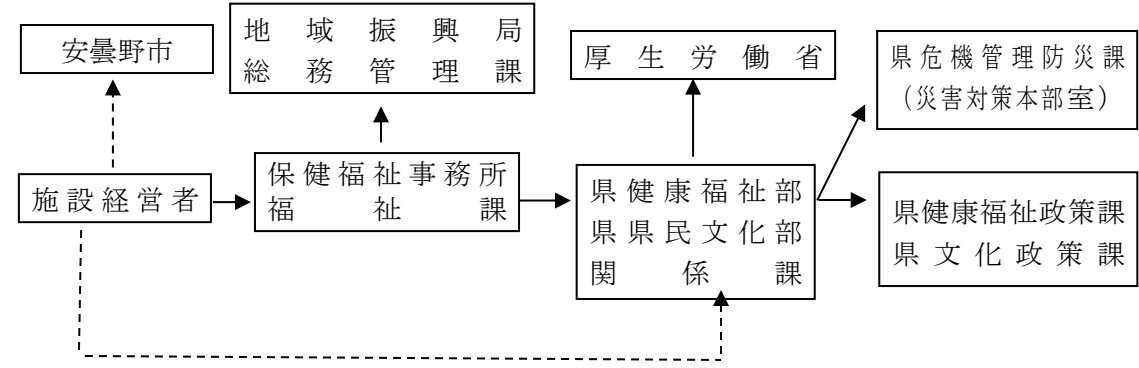 安曇野市
地域振興局
総務管理課
厚生労働省
県危機管理防災課
（災害対策本部室）
施設経営者
保健福祉事務所
福祉課
県健康福祉部
県県民文化部
関係課
県健康福祉政策課
県文化政策課